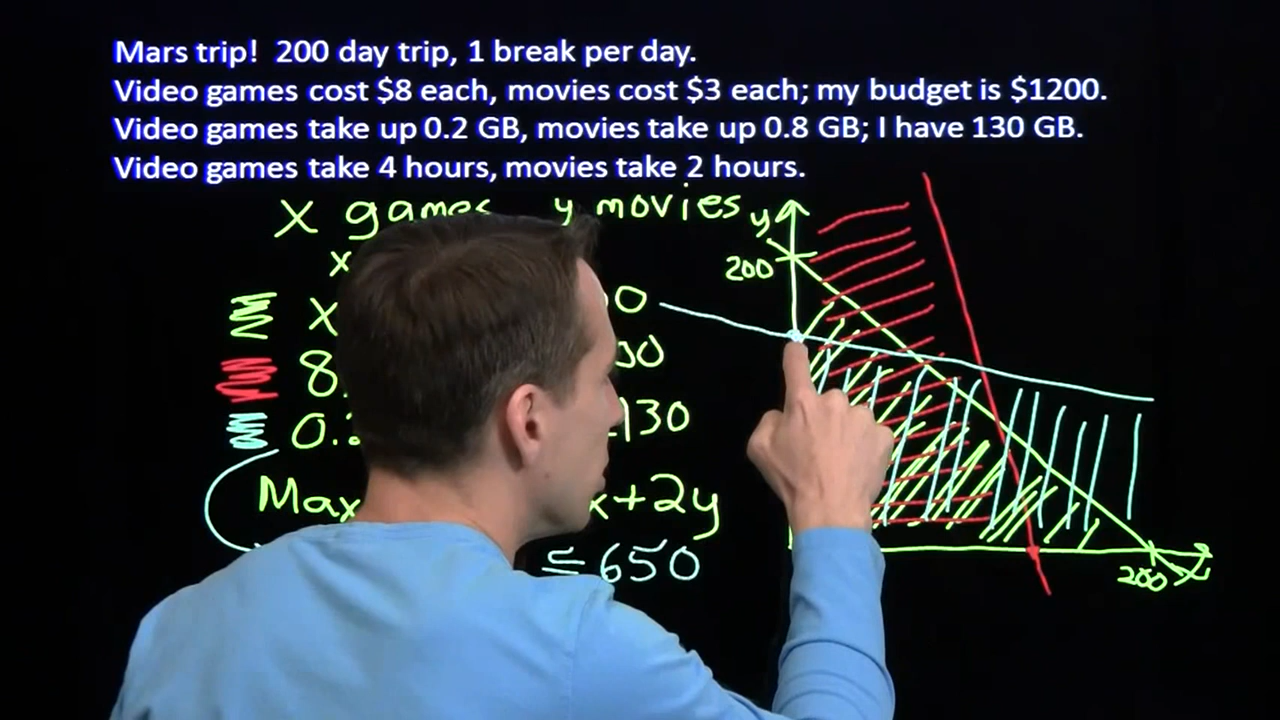 Mars trip!  200 day trip, 1 break per day.
Video games cost $8 each, movies cost $3 each; my budget is $1200.
Video games take up 0.2 GB, movies take up 0.8 GB; I have 130 GB.
Video games take 4 hours, movies take 2 hours.
x games y movies
x
x 0
8 00
0.2 130
Max x+2y
≤650
y
200
200
x